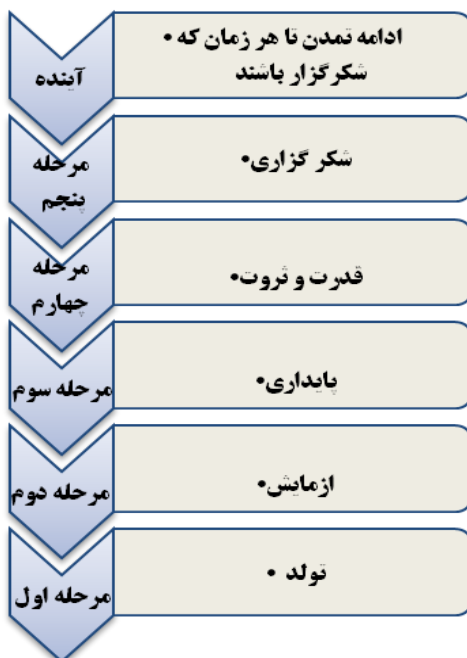 آینده
ادامه تمدن تا هر زمان که •
شکرگزار باشند
مرحله
پنجم
شکر گزاری•
مرحله
چهارم
قدرت و ثروت•
مرحله سوم
پایداری•
مرحله دوم
ازمایش•
مرحله اول
تولد •